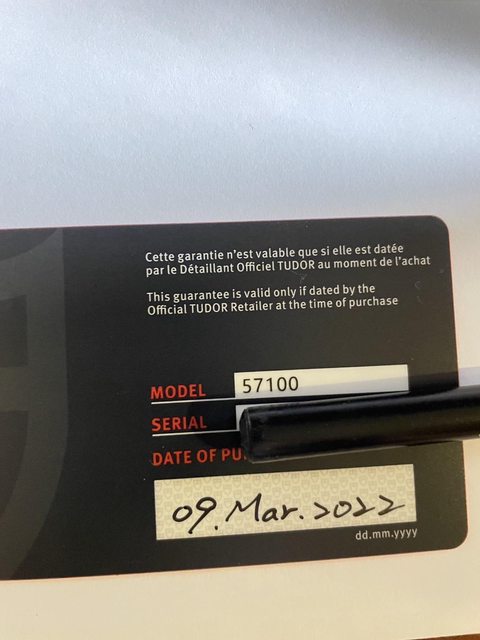 Cette garantie n'est valable que si elle est datée
par le Détaillant Officiel TUDOR au moment de l'achat
This guarantee is valid only if dated by the
Official TUDOR Retailer at the time of purchase
MODEL 57100
SERIAL
DATE OF
09. Mar. 2022
dd.mm.yyyy